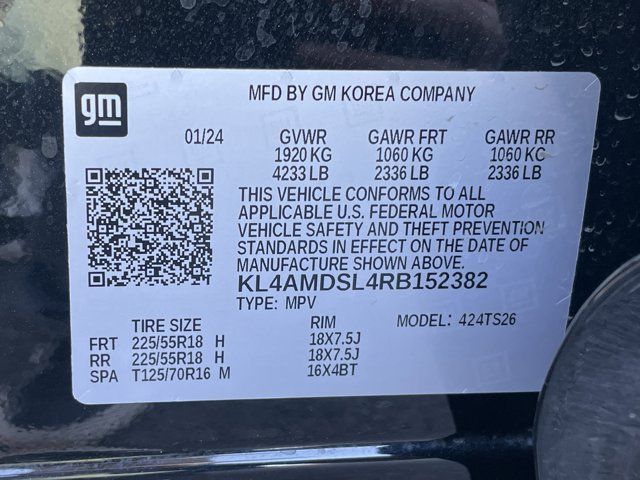 gm
MFD BY GM KOREA COMPANY
01/24 GVWR GAWR FRT GAWR RR
1920 KG 1060 KG 1060 KG
4233 LB 2336 LB 2336 LB
THIS VEHICLE CONFORMS TO ALL
APPLICABLE U.S. FEDERAL MOTOR
VEHICLE SAFETY AND THEFT PREVENTION
STANDARDS IN EFFECT ON THE DATE OF
MANUFACTURE SHOWN ABOVE.
KL4AMDSL4RB152382
TYPE: MPV
TIRE SIZE RIM MODEL: 424TS26
FRT 225/55R18 H 18X7.5J
RR 225/55R18 H 18X7.5J
SPA T125/70R16 M 16X4BT